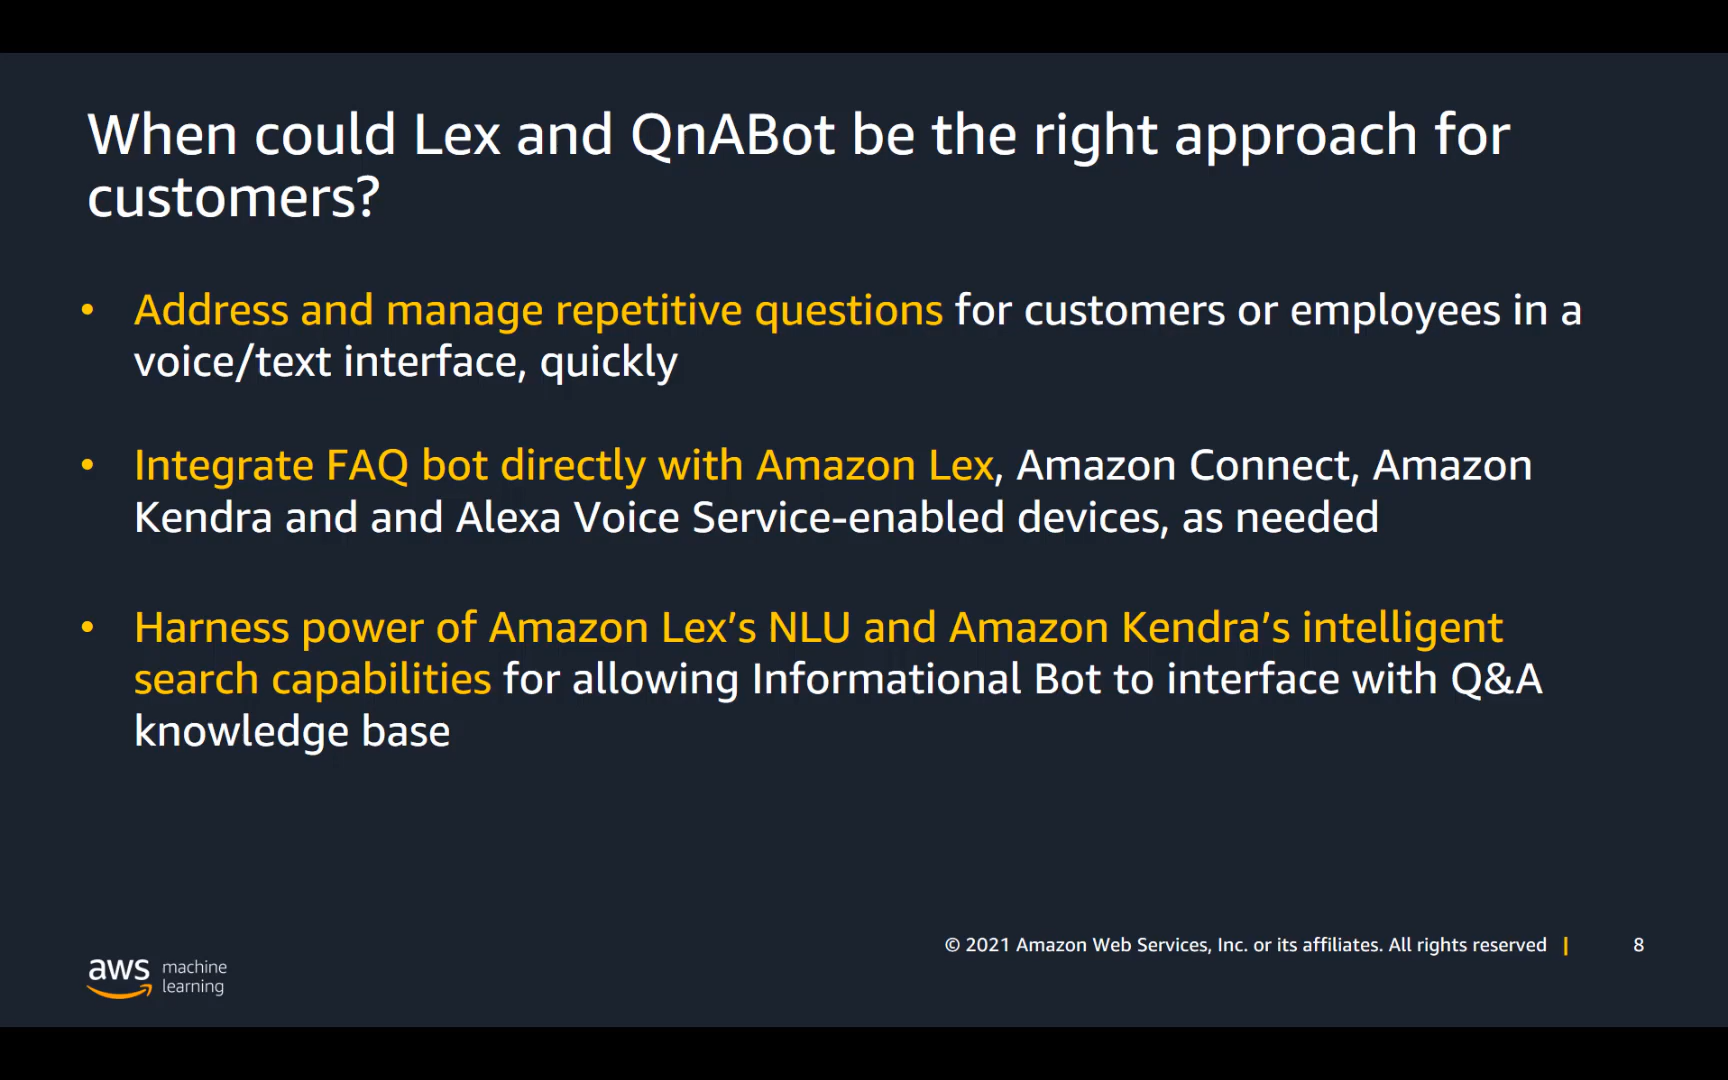 When could Lex and QnABot be the right approach for
customers?
• Address and manage repetitive questions for customers or employees in a
voice/text interface, quickly
• Integrate FAQ bot directly with Amazon Lex, Amazon Connect, Amazon
Kendra and and Alexa Voice Service-enabled devices, as needed
• Harness power of Amazon Lex’s NLU and Amazon Kendra’s intelligent
search capabilities for allowing Informational Bot to interface with Q&A
knowledge base
© 2021 Amazon Web Services, Inc. or its affiliates. All rights reserved | 8
aws machine
learning